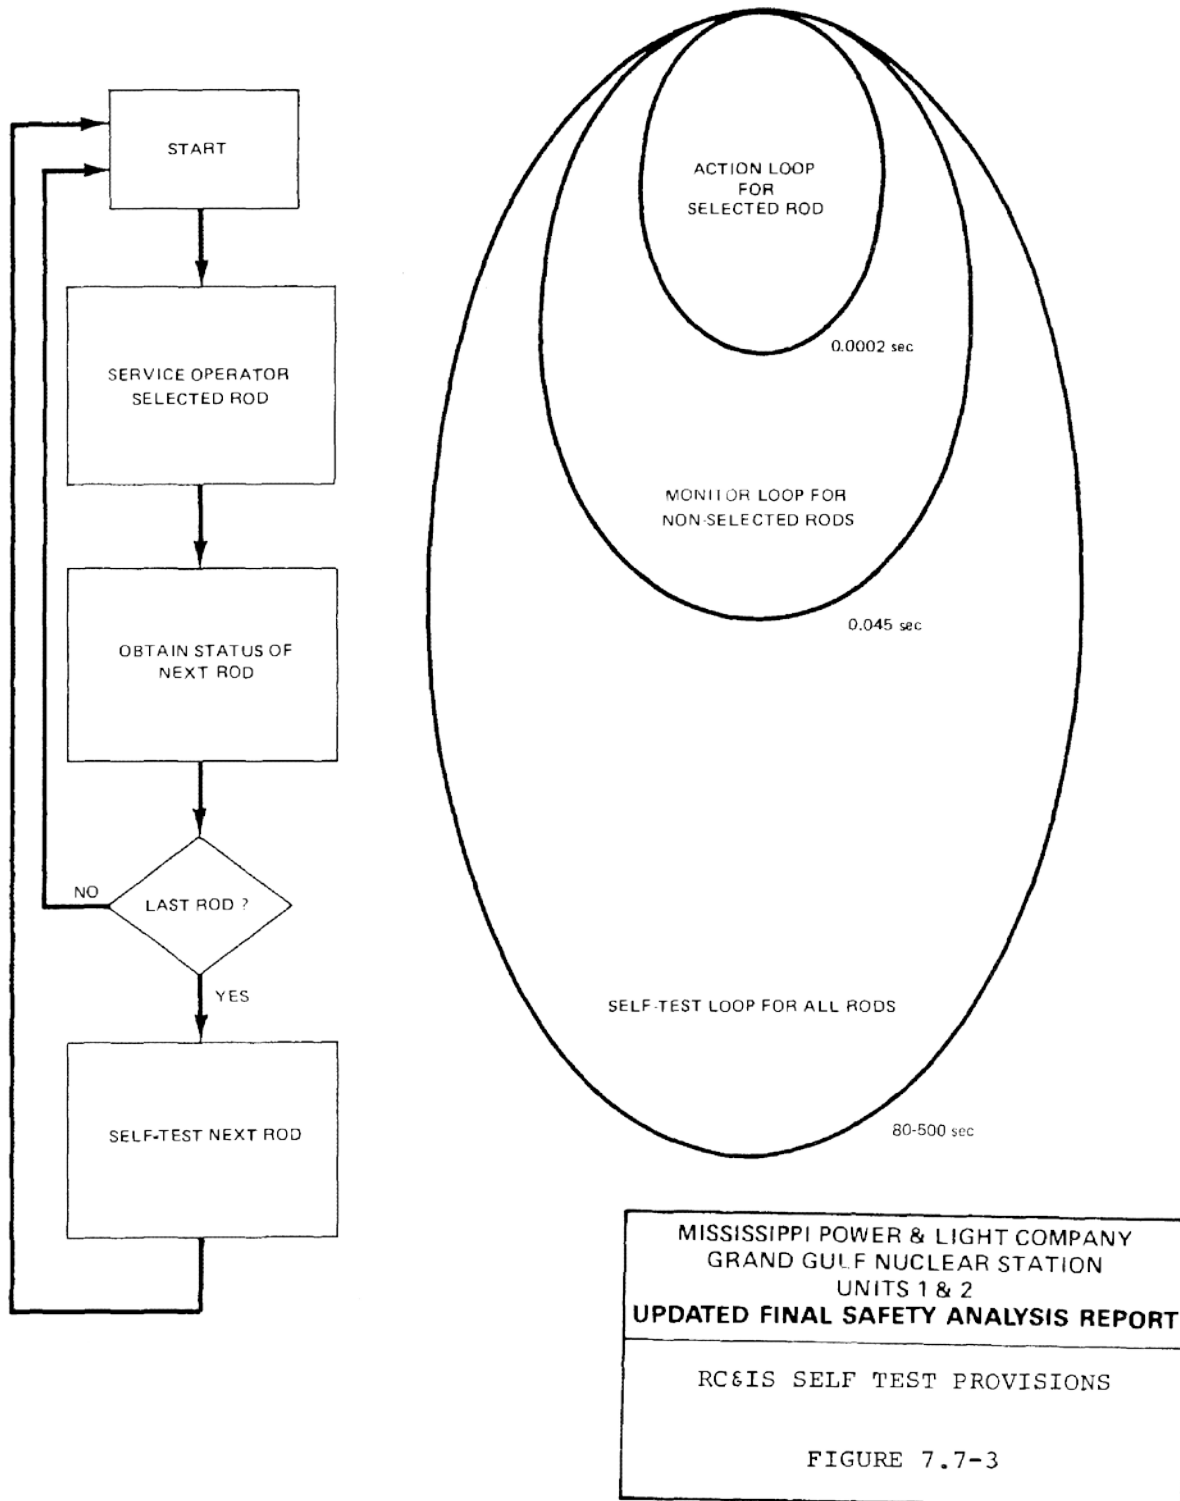 START
SERVICE OPERATOR
SELECTED ROD
OBTAIN STATUS OF
NEXT ROD
NO
LAST ROD ?
YES
SELF-TEST NEXT ROD
ACTION LOOP
FOR
SELECTED ROD
0.0002 sec
MONITOR LOOP FOR
NON-SELECTED RODS
0.045 sec
SELF-TEST LOOP FOR ALL RODS
80-500 sec
MISSISSIPPI POWER & LIGHT COMPANY
GRAND GULF NUCLEAR STATION
UNITS 1 & 2
UPDATED FINAL SAFETY ANALYSIS REPORT
RC&IS SELF TEST PROVISIONS
FIGURE 7.7-3